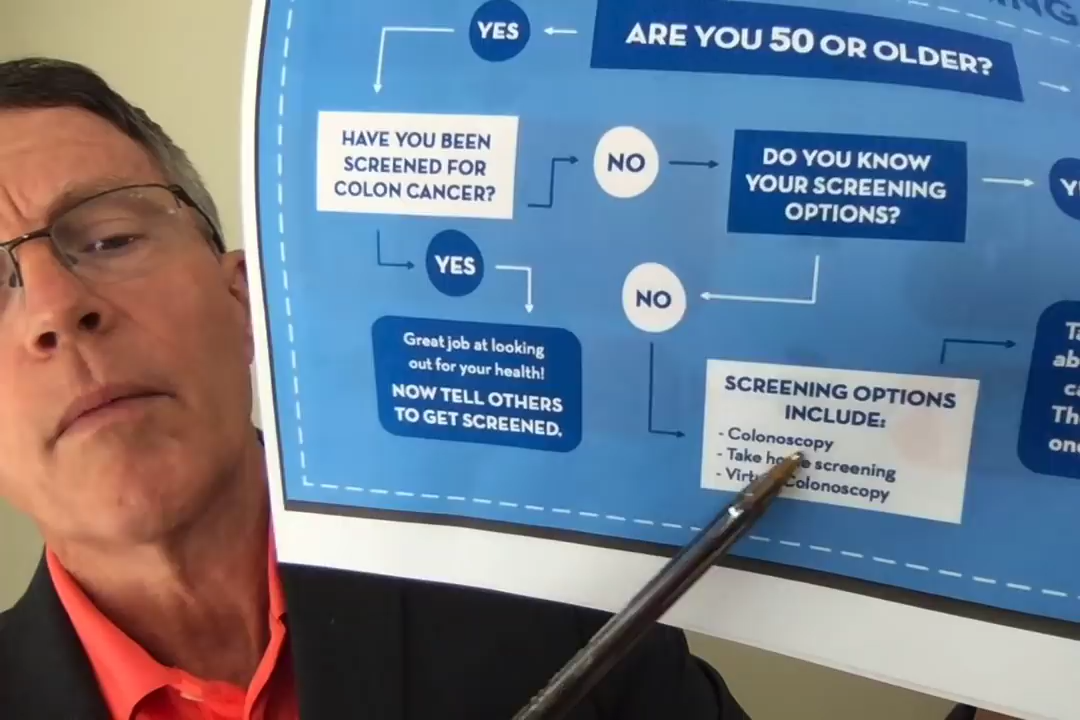 YES
ARE YOU 50 OR OLDER?
HAVE YOU BEEN
SCREENED FOR
COLON CANCER?
NO
DO YOU KNOW
YOUR SCREENING
OPTIONS?
YES
NO
Great job at looking
out for your health!
NOW TELL OTHERS
TO GET SCREENED.
SCREENING OPTIONS
INCLUDE:
- Colonoscopy
- Take home screening
- Virtual Colonoscopy